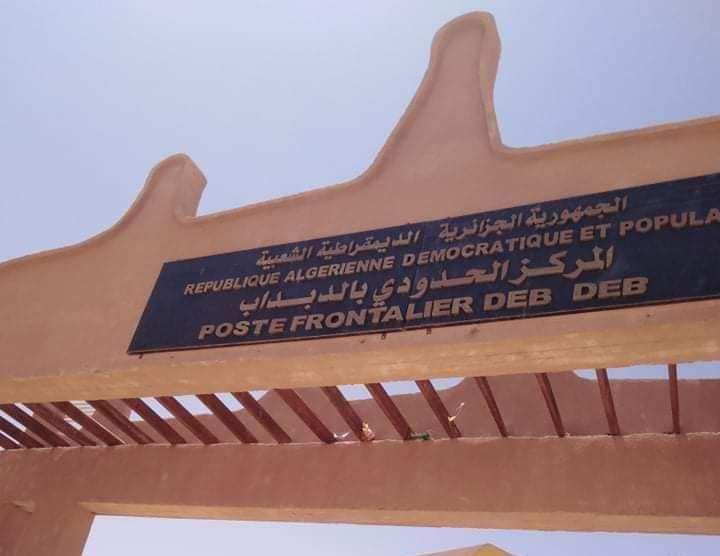 الجمهورية الجزائرية الديمقراطية الشعبية
REPUBLIQUE ALGERIENNE DEMOCRATIQUE ET POPULA
المركز الحدودي بالدبداب
POSTE FRONTALIER DEB DEB